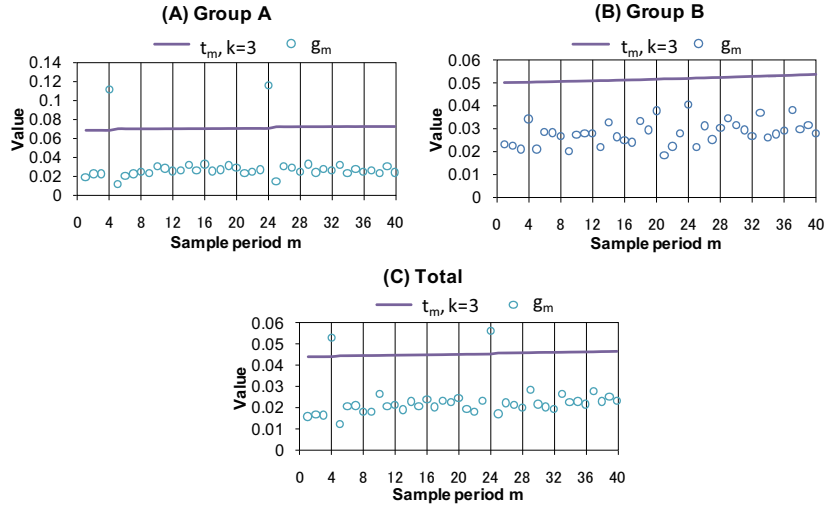 (A) Group A
tm, k=3 gm
0.14
0.12
0.1
0.08
0.06
0.04
0.02
0
Value
0 4 8 12 16 20 24 28 32 36 40
Sample period m
(B) Group B
tm, k=3 gm
0.06
0.05
0.04
0.03
0.02
0.01
0
Value
0 4 8 12 16 20 24 28 32 36 40
Sample period m
(C) Total
tm, k=3 gm
0.06
0.05
0.04
0.03
0.02
0.01
0
Value
0 4 8 12 16 20 24 28 32 36 40
Sample period m